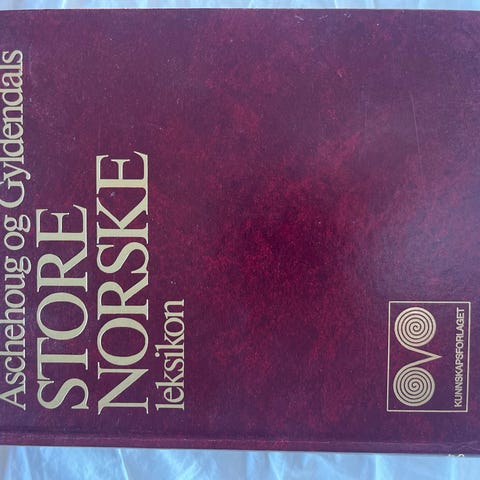 Aschehoug og Gyldendals
STORE
NORSKE
leksikon
KUNNSKAPSFORLAGET